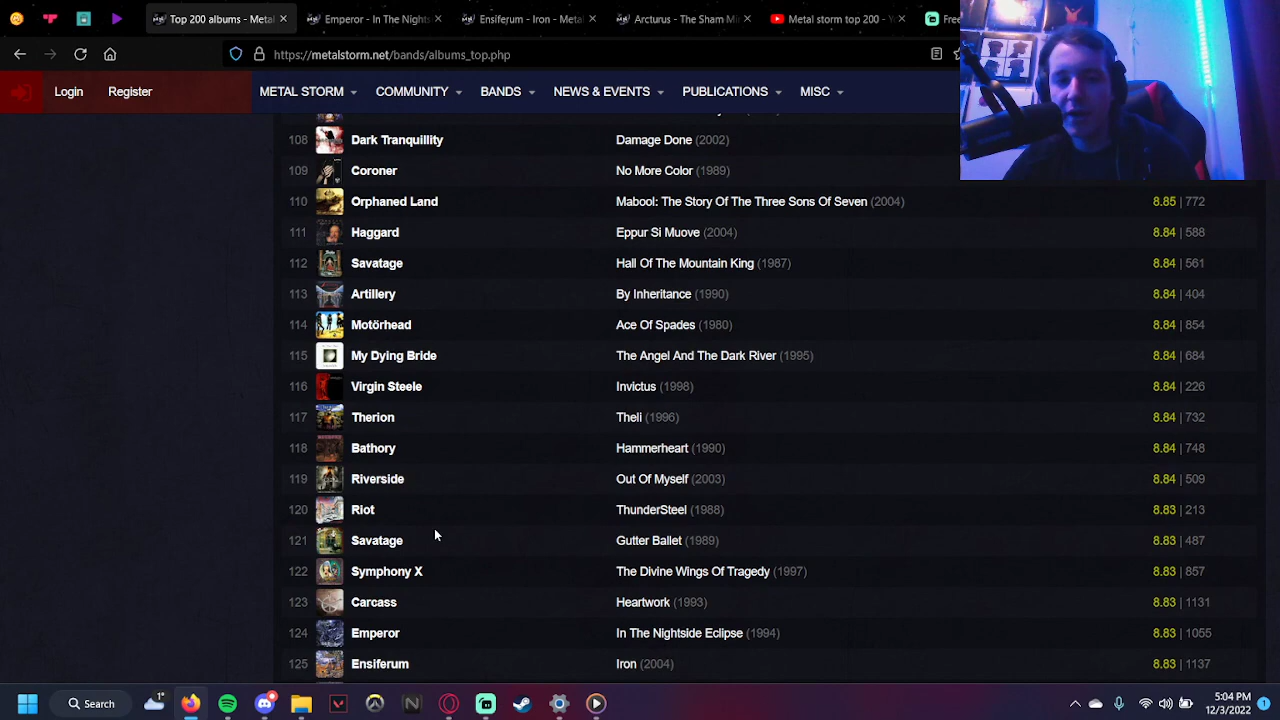 Top 200 albums - Metal
Emperor - In The Nights
Ensiferum - Iron - Metal
Arcturus - The Sham Mi
Metal storm top 200 - Y
Free
https://metalstorm.net/bands/albums_top.php
Login Register METAL STORM COMMUNITY BANDS NEWS & EVENTS PUBLICATIONS MISC
108 Dark Tranquillity Damage Done (2002)
109 Coroner No More Color (1989)
110 Orphaned Land Mabool: The Story Of The Three Sons Of Seven (2004) 8.85 | 772
111 Haggard Eppur Si Muove (2004) 8.84 |
112 Savatage Hall Of The Mountain King (1987) 8.84 | 561
113 Artillery By Inheritance (1990) 8.84 | 404
114 Motörhead Ace Of Spades (1980) 8.84 |
115 My Dying Bride The Angel And The Dark River (1995) 8.84 |
116 Virgin Steele Invictus (1998) 8.84 | 226
117 Therion Theli (1996) 8.84 | 732
118 Bathory Hammerheart (1990) 8.84 | 748
119 Riverside Out Of Myself (2003) 8.84 |
120 Riot ThunderSteel (1988) 8.83 | 213
121 Savatage Gutter Ballet (1989) 8.83 | 487
122 Symphony X The Divine Wings Of Tragedy (1997) 8.83 |
123 Carcass Heartwork (1993) 8.83 | 1131
124 Emperor In The Nightside Eclipse (1994) 8.83 |
125 Ensiferum Iron (2004) 8.83 |
Search
5:04 PM
12/3/2022